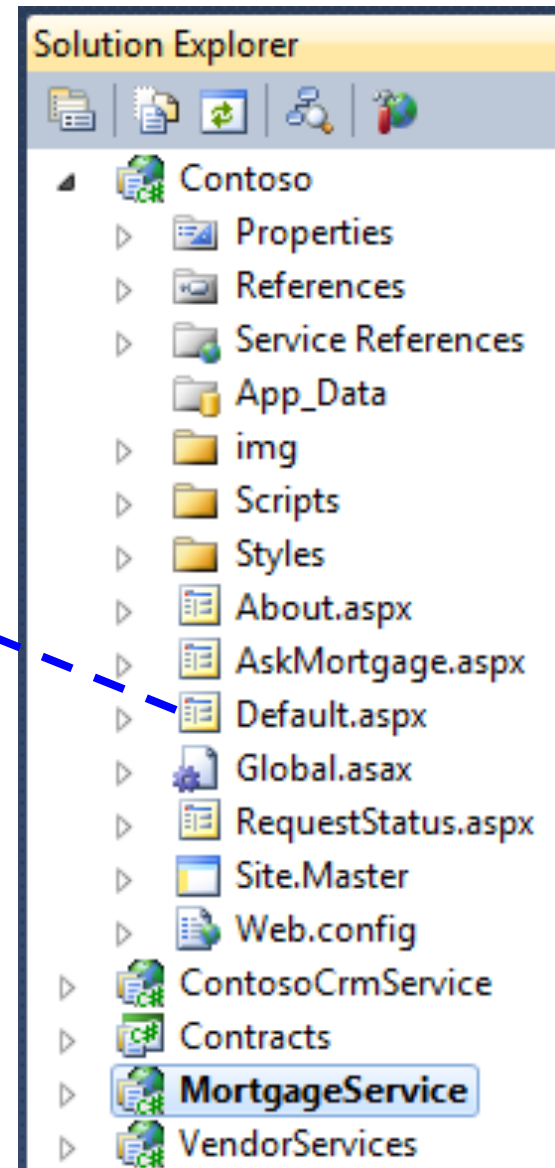 Solution Explorer
Contoso
Properties
References
Service References
App_Data
img
Scripts
Styles
About.aspx
AskMortgage.aspx
Default.aspx
Global.asax
RequestStatus.aspx
Site.Master
Web.config
ContosoCrmService
Contracts
MortgageService
VendorServices